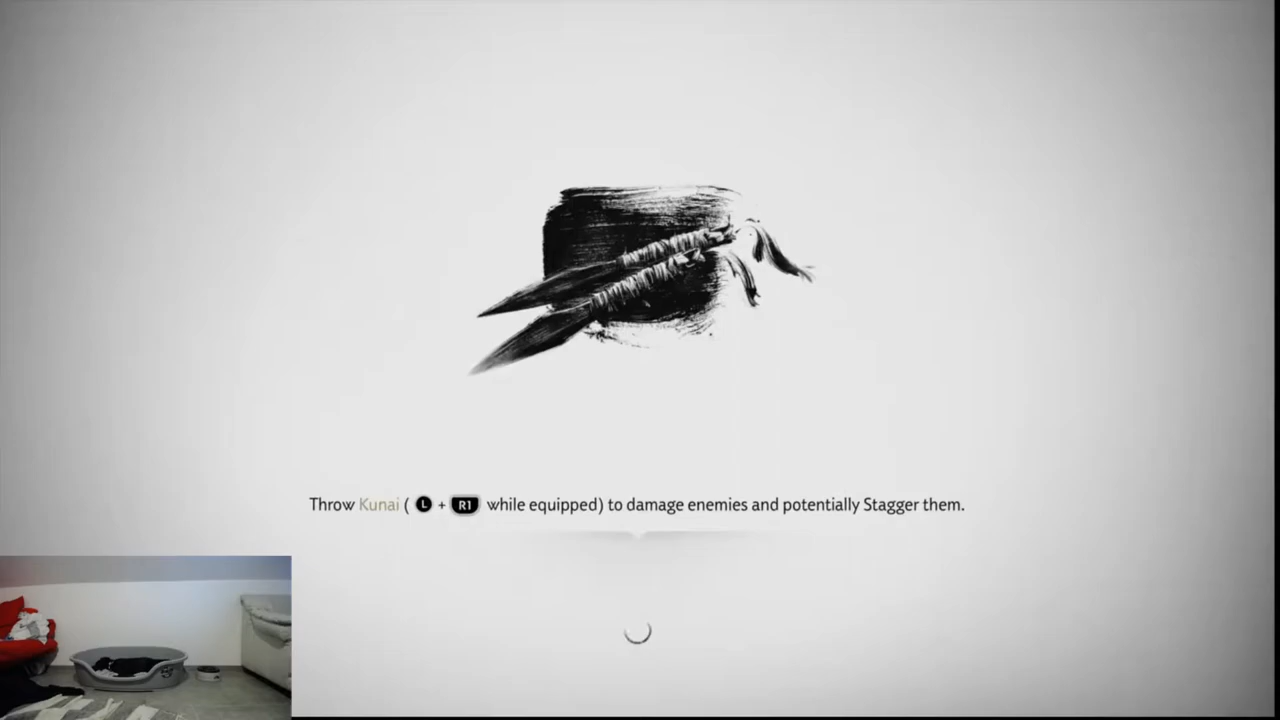 Throw Kunai ( L + R1 while equipped) to damage enemies and potentially Stagger them.